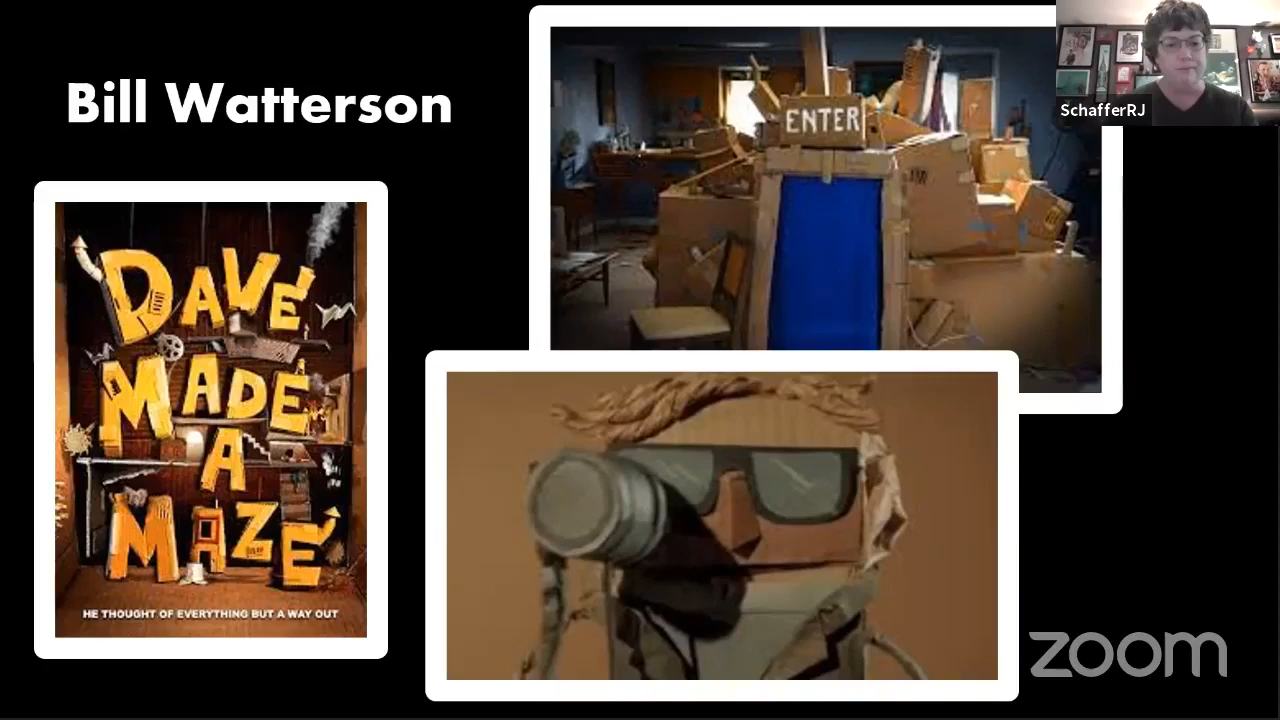 Bill Watterson
ENTER
SchafferRJ
DAVE
MADE
A
MAZE
HE THOUGHT OF EVERYTHING BUT A WAY OUT
zoom